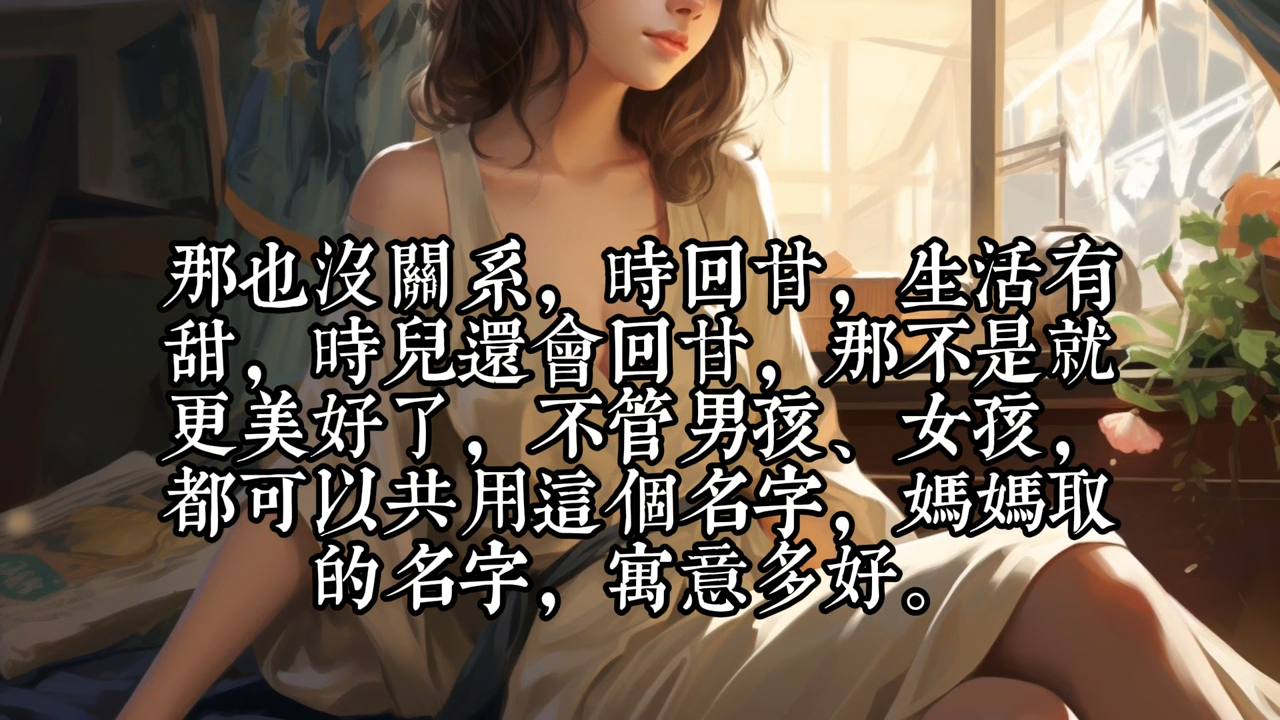 那也沒關系，時回甘，生活有
甜，時兒還會回甘，那不是就
更美好了，不管男孩、女孩，
都可以共用這個名字，媽媽取
的名字，寓意多好。